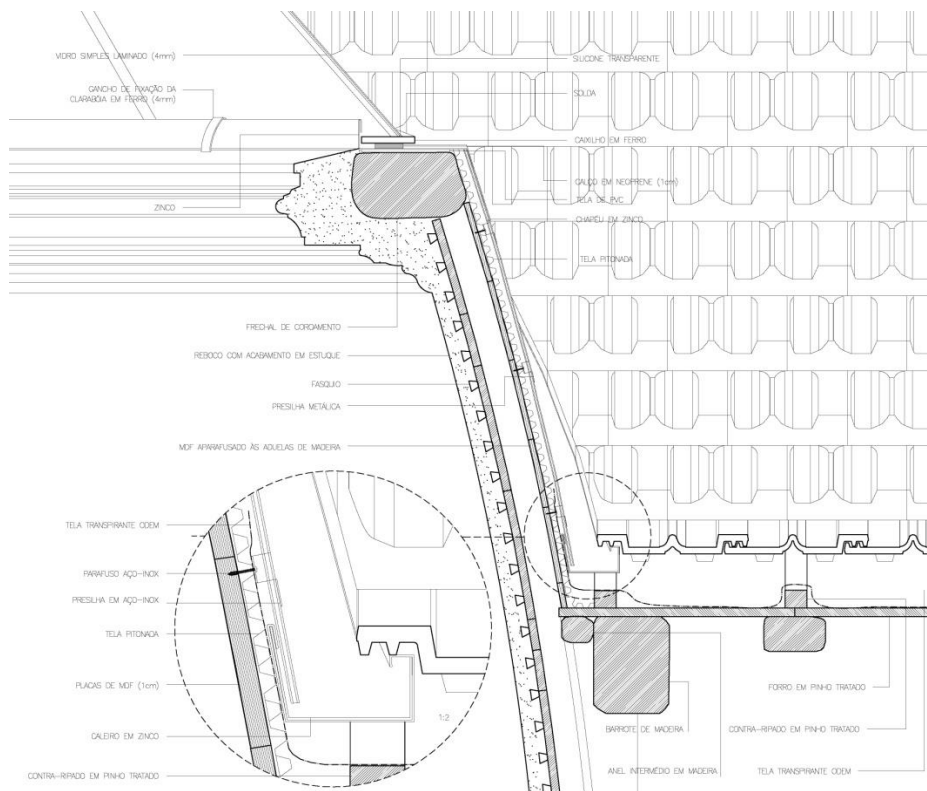 VIDRO SIMPLES LAMINADO (4mm)
GANCHO DE FIXAÇÃO DA
CLARABÓIA EM FERRO (4mm)
ZINCO
SILICONE TRANSPARENTE
SOLDA
CAIXILHO EM FERRO
CALÇO EM NEOPRENE (1cm)
TELA DE PVC
CHAPÉU EM ZINCO
TELA PITONADA
FRECHAL DE COROAMENTO
REBOCO COM ACABAMENTO EM ESTUQUE
FASQUIO
PRESILHA METÁLICA
MDF APARAFUSADO ÀS ADUELAS DE MADEIRA
TELA TRANSPIRANTE ODEM
PARAFUSO AÇO-INOX
PRESILHA EM AÇO-INOX
TELA PITONADA
PLACAS DE MDF (1cm)
CALEIRO EM ZINCO
CONTRA-RIPADO EM PINHO TRATADO
1:2
FORRO EM PINHO TRATADO
BARROTE DE MADEIRA
CONTRA-RIPADO EM PINHO TRATADO
ANEL INTERMÉDIO EM MADEIRA
TELA TRANSPIRANTE ODEM